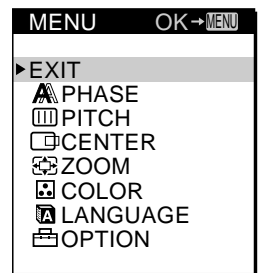 MENU OK→MENU
EXIT
PHASE
PITCH
CENTER
ZOOM
COLOR
LANGUAGE
OPTION